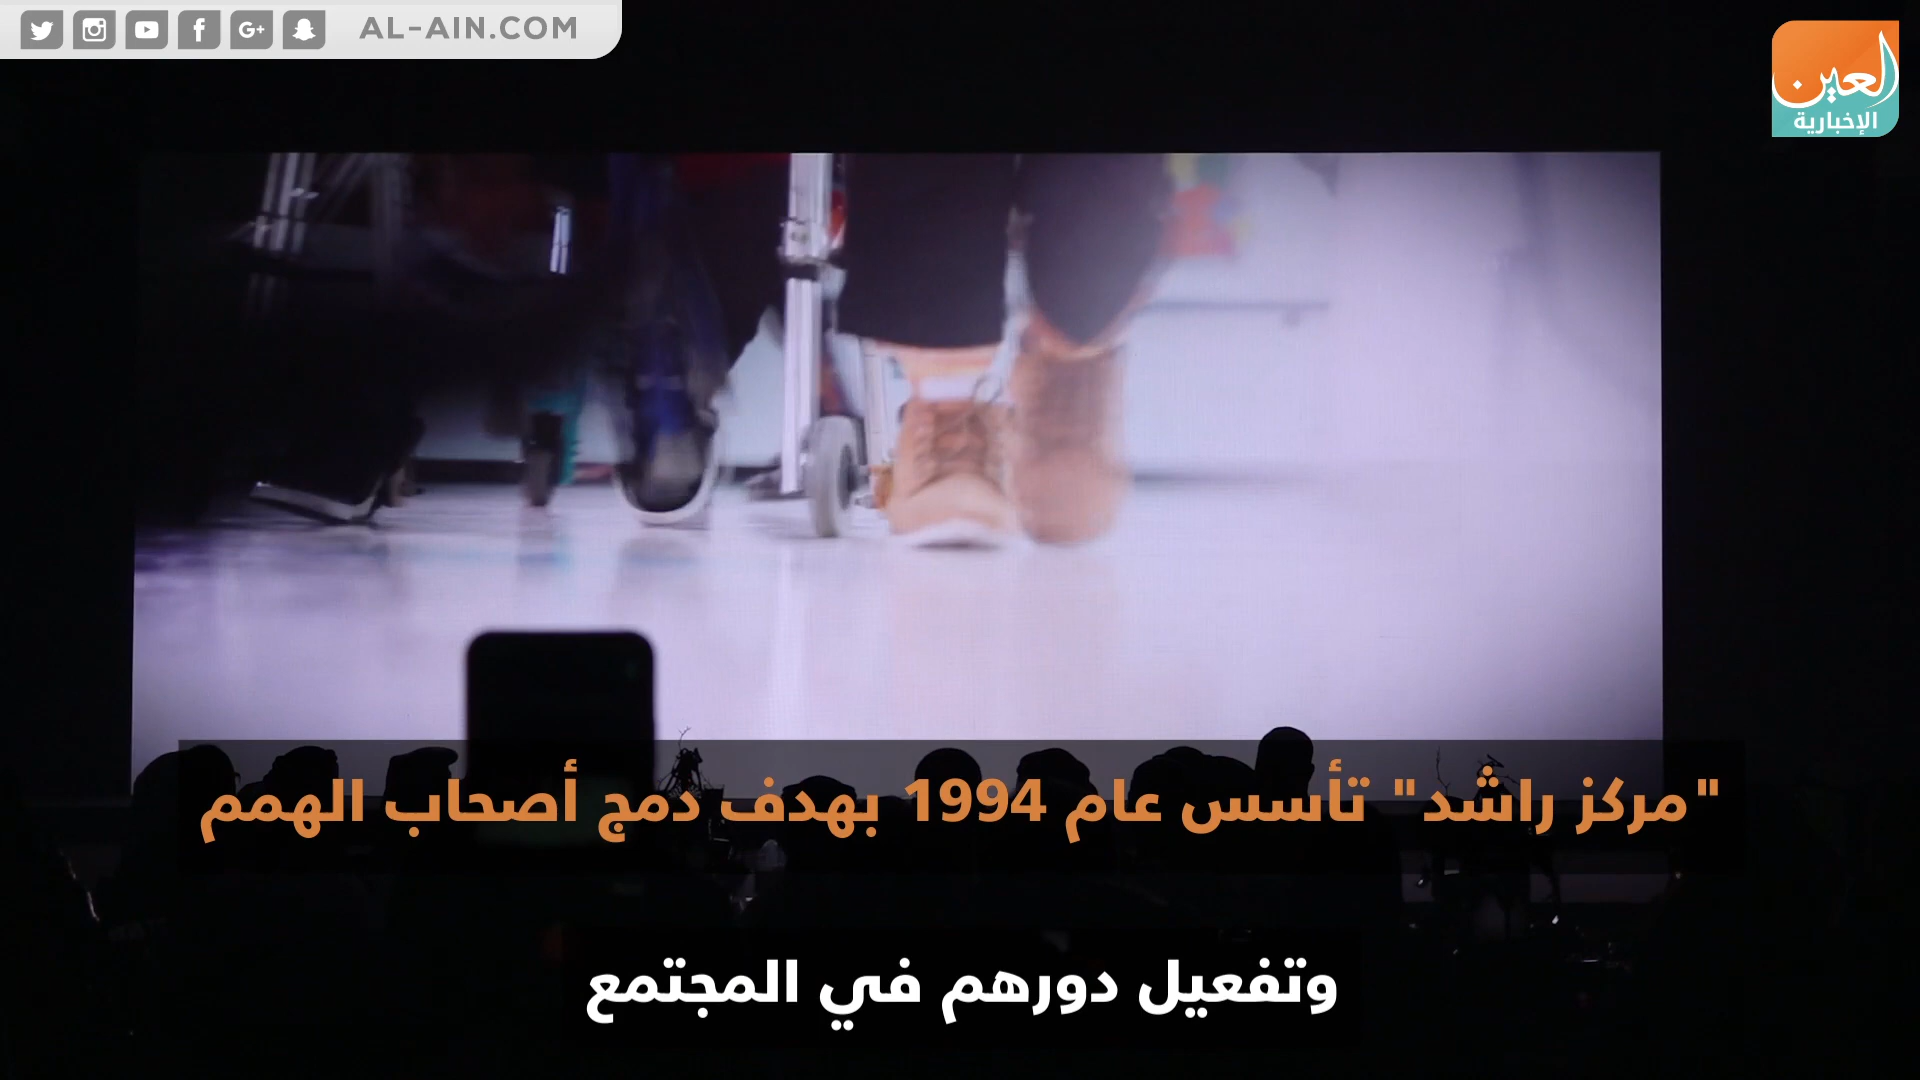 AL-AIN.COM
العين
الإخبارية
"مركز راشد" تأسس عام 1994 بهدف دمج أصحاب الهمم
وتفعيل دورهم في المجتمع